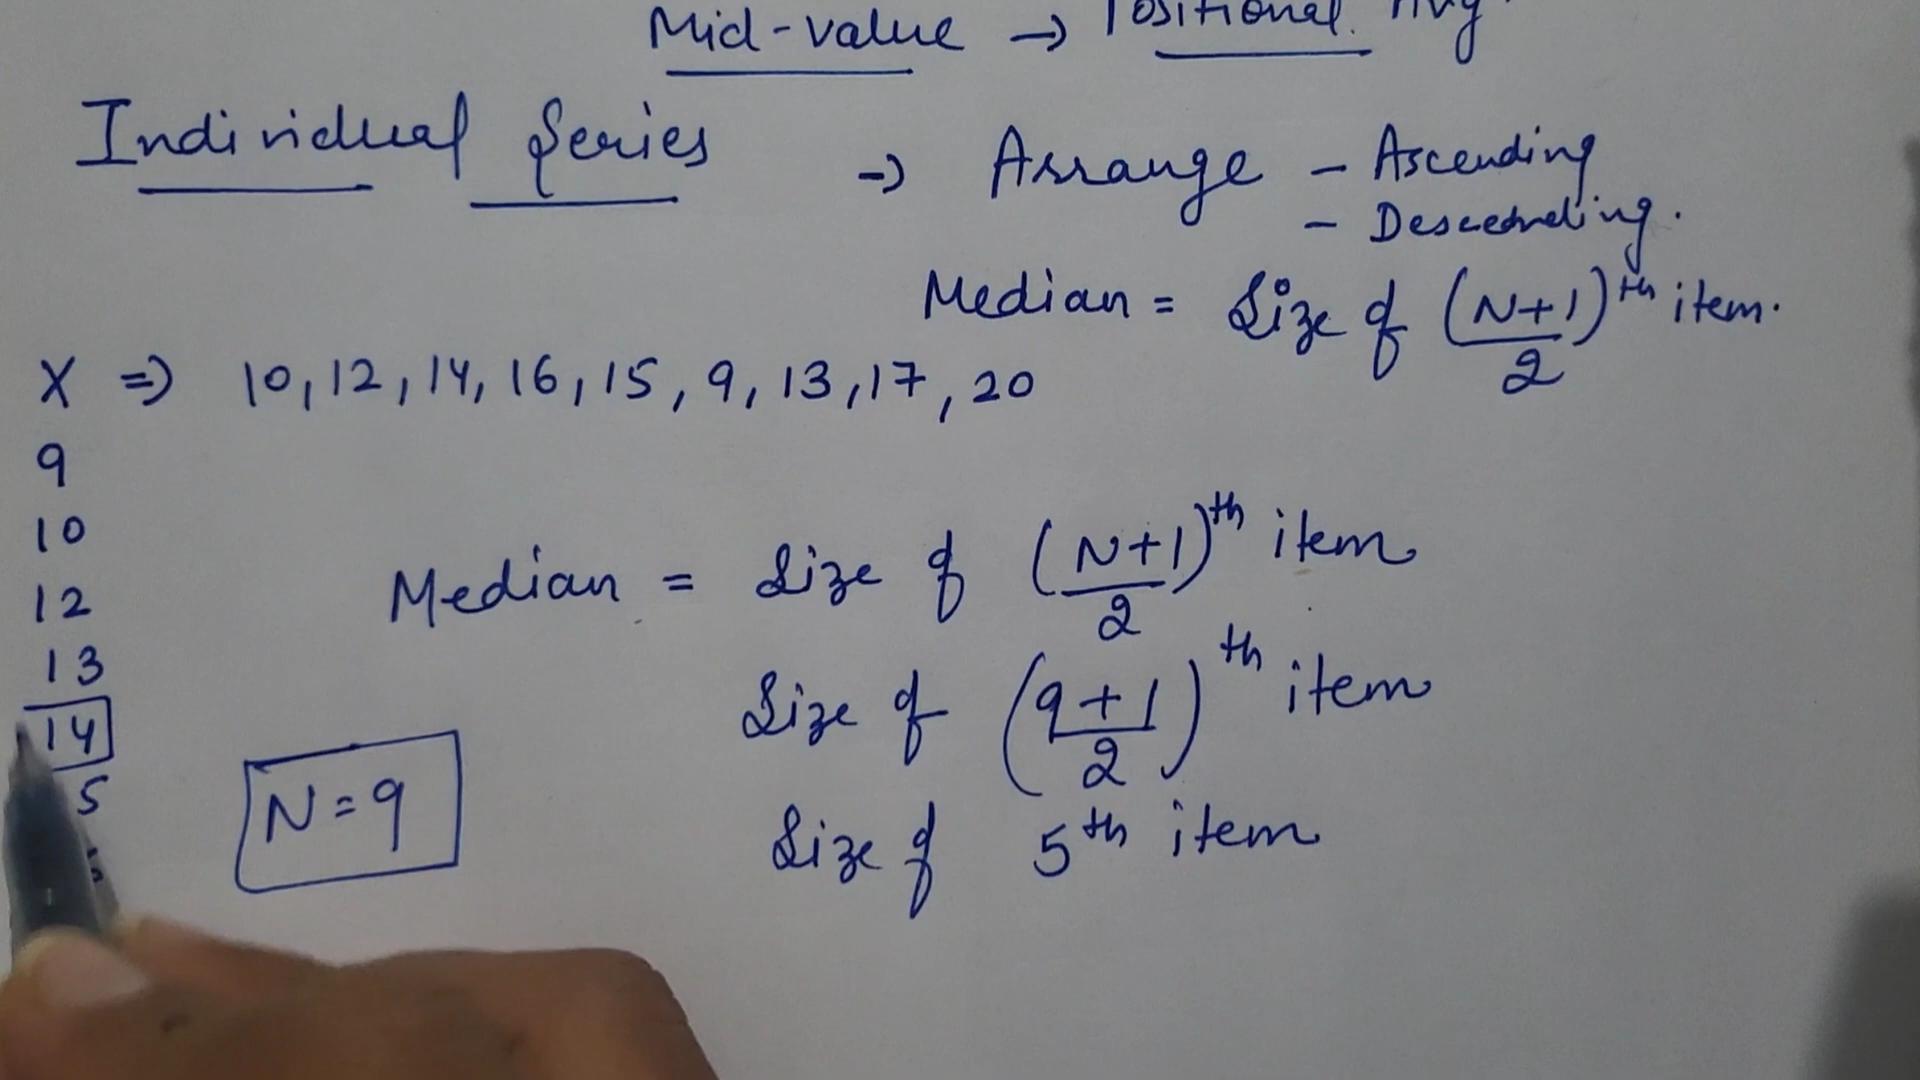 Mid-value → Positional Avg.
Individual Series → Arrange - Ascending
- Descending.
Median = Size of (N+1/2)th item.
X ⇒ 10, 12, 14, 16, 15, 9, 13, 17, 20
9
10
12
13
14
5
Median = Size of (N+1/2)th item
Size of (9+1/2)th item
N = 9
Size of 5th item